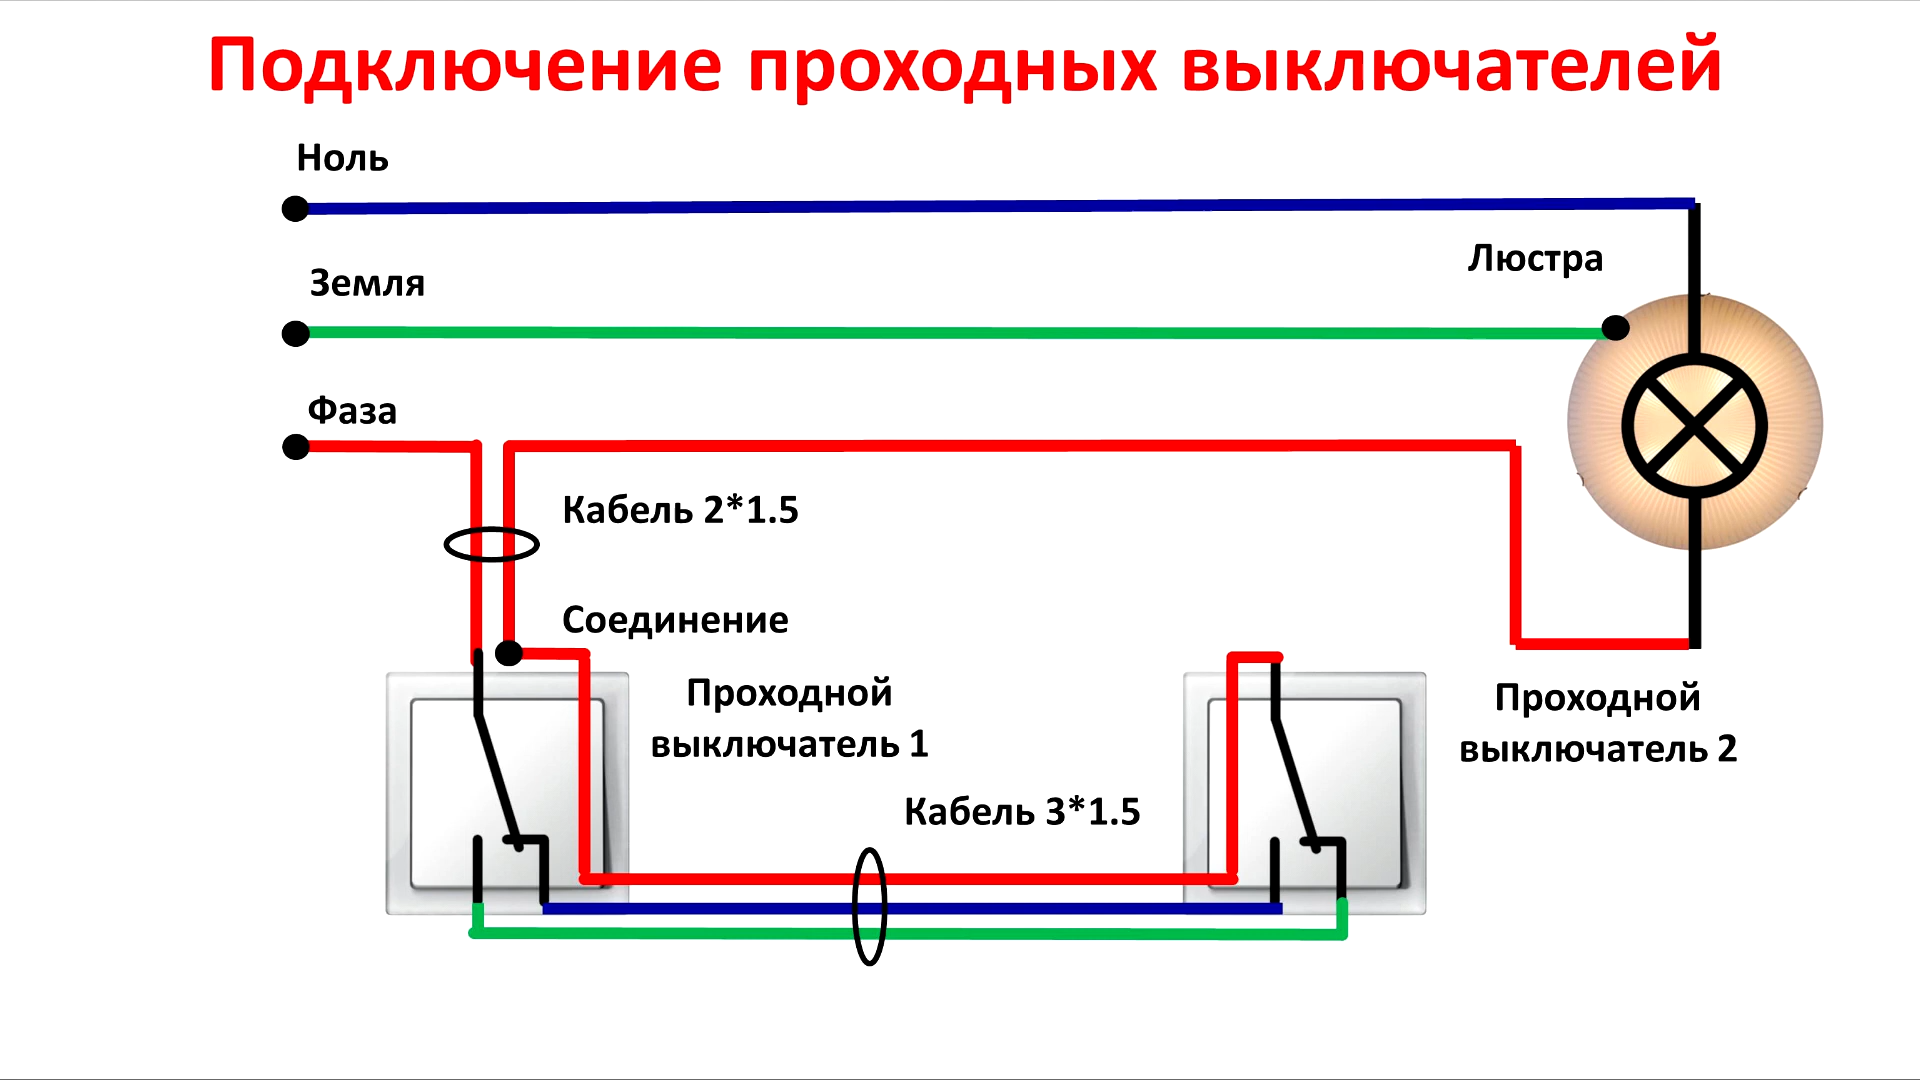 Подключение проходных выключателей
Ноль
Люстра
Земля
Фаза
Кабель 2*1.5
Соединение
Проходной
выключатель 1
Проходной
выключатель 2
Кабель 3*1.5